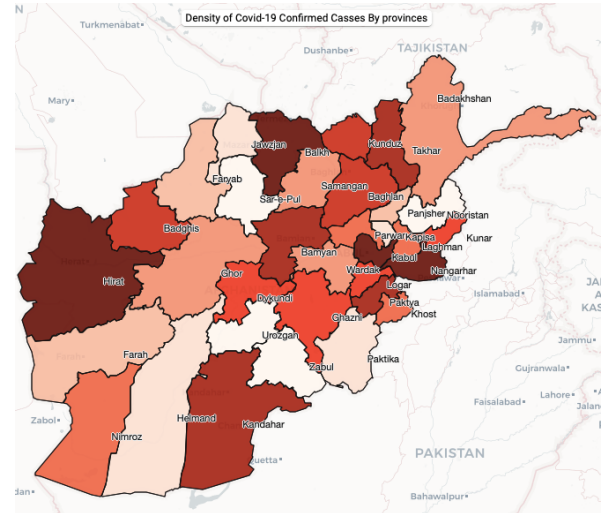 Density of Covid-19 Confirmed Casses By provinces
Turkmenabat
Dushanbe
TAJIKISTAN
Mary
Badakhshan
Jawzjan
Balkh
Kunduz
Takhar
Faryab
Samangan
Sar-e-Pul
Baghlan
Panjsher
Nooristan
Badghis
Parwan
Kapisa
Kunar
Laghman
Hirat
Ghor
Bamyan
Wardak
Kabul
Nangarhar
Logar
Islamabad
Dykundi
Paktya
Ghazni
Khost
Urozgan
Jammu
Farah
Zabul
Paktika
Gujranwala
Lahore
Faisalabad
Zabol
Nimroz
Helmand
Kandahar
uetta
PAKISTAN
Bahawalpur